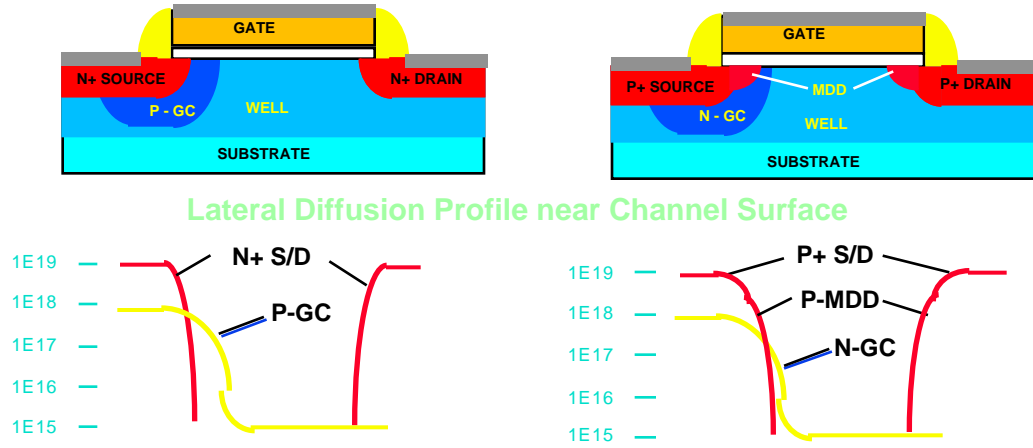 GATE
N+ SOURCE
N+ DRAIN
P - GC
WELL
SUBSTRATE
GATE
P+ SOURCE
MDD
P+ DRAIN
N - GC
WELL
SUBSTRATE
Lateral Diffusion Profile near Channel Surface
1E19
1E18
1E17
1E16
1E15
N+ S/D
P-GC
1E19
1E18
1E17
1E16
1E15
P+ S/D
P-MDD
N-GC